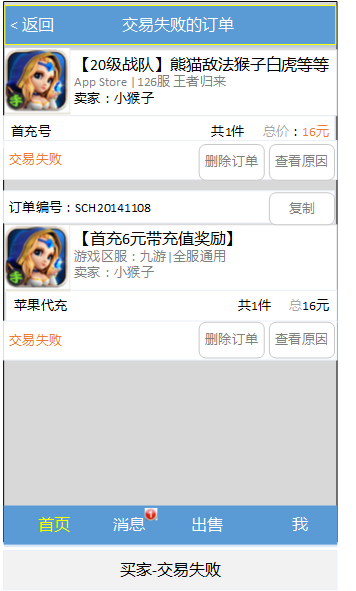 < 返回 交易失败的订单
【20级战队】熊猫敌法猴子白虎等等
App Store | 126服 王者归来
卖家：小猴子
手
首充号 共1件 总价：16元
交易失败 删除订单 查看原因
订单编号：SCH20141108 复制
【首充6元带充值奖励】
游戏区服：九游|全服通用
卖家：小猴子
手
苹果代充 共1件 总16元
交易失败 删除订单 查看原因
首页 消息 1 出售 我
买家-交易失败